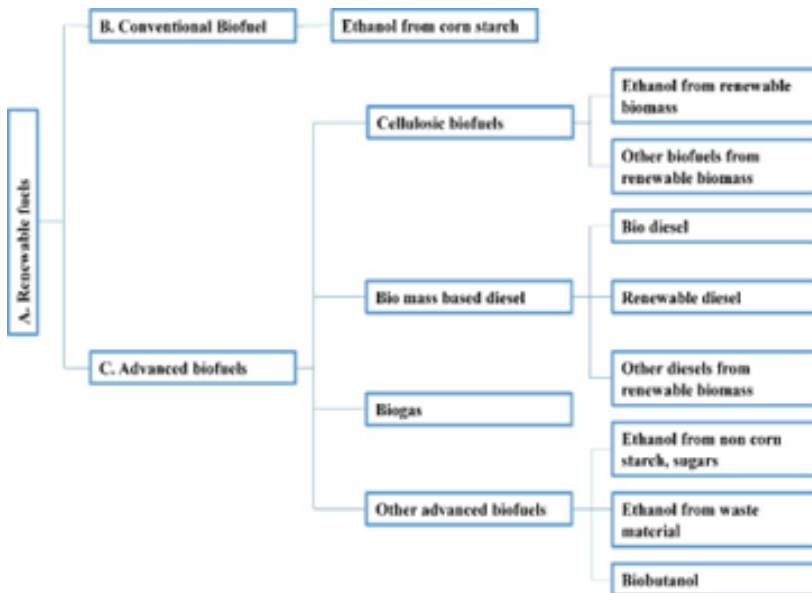 B. Conventional Biofuel
Ethanol from corn starch
A. Renewable fuels
Cellulosic biofuels
Ethanol from renewable
biomass
Other biofuels from
renewable biomass
Bio diesel
Bio mass based diesel
Renewable diesel
Other diesels from
renewable biomass
C. Advanced biofuels
Biogas
Ethanol from non corn
starch, sugars
Other advanced biofuels
Ethanol from waste
material
Biobutanol